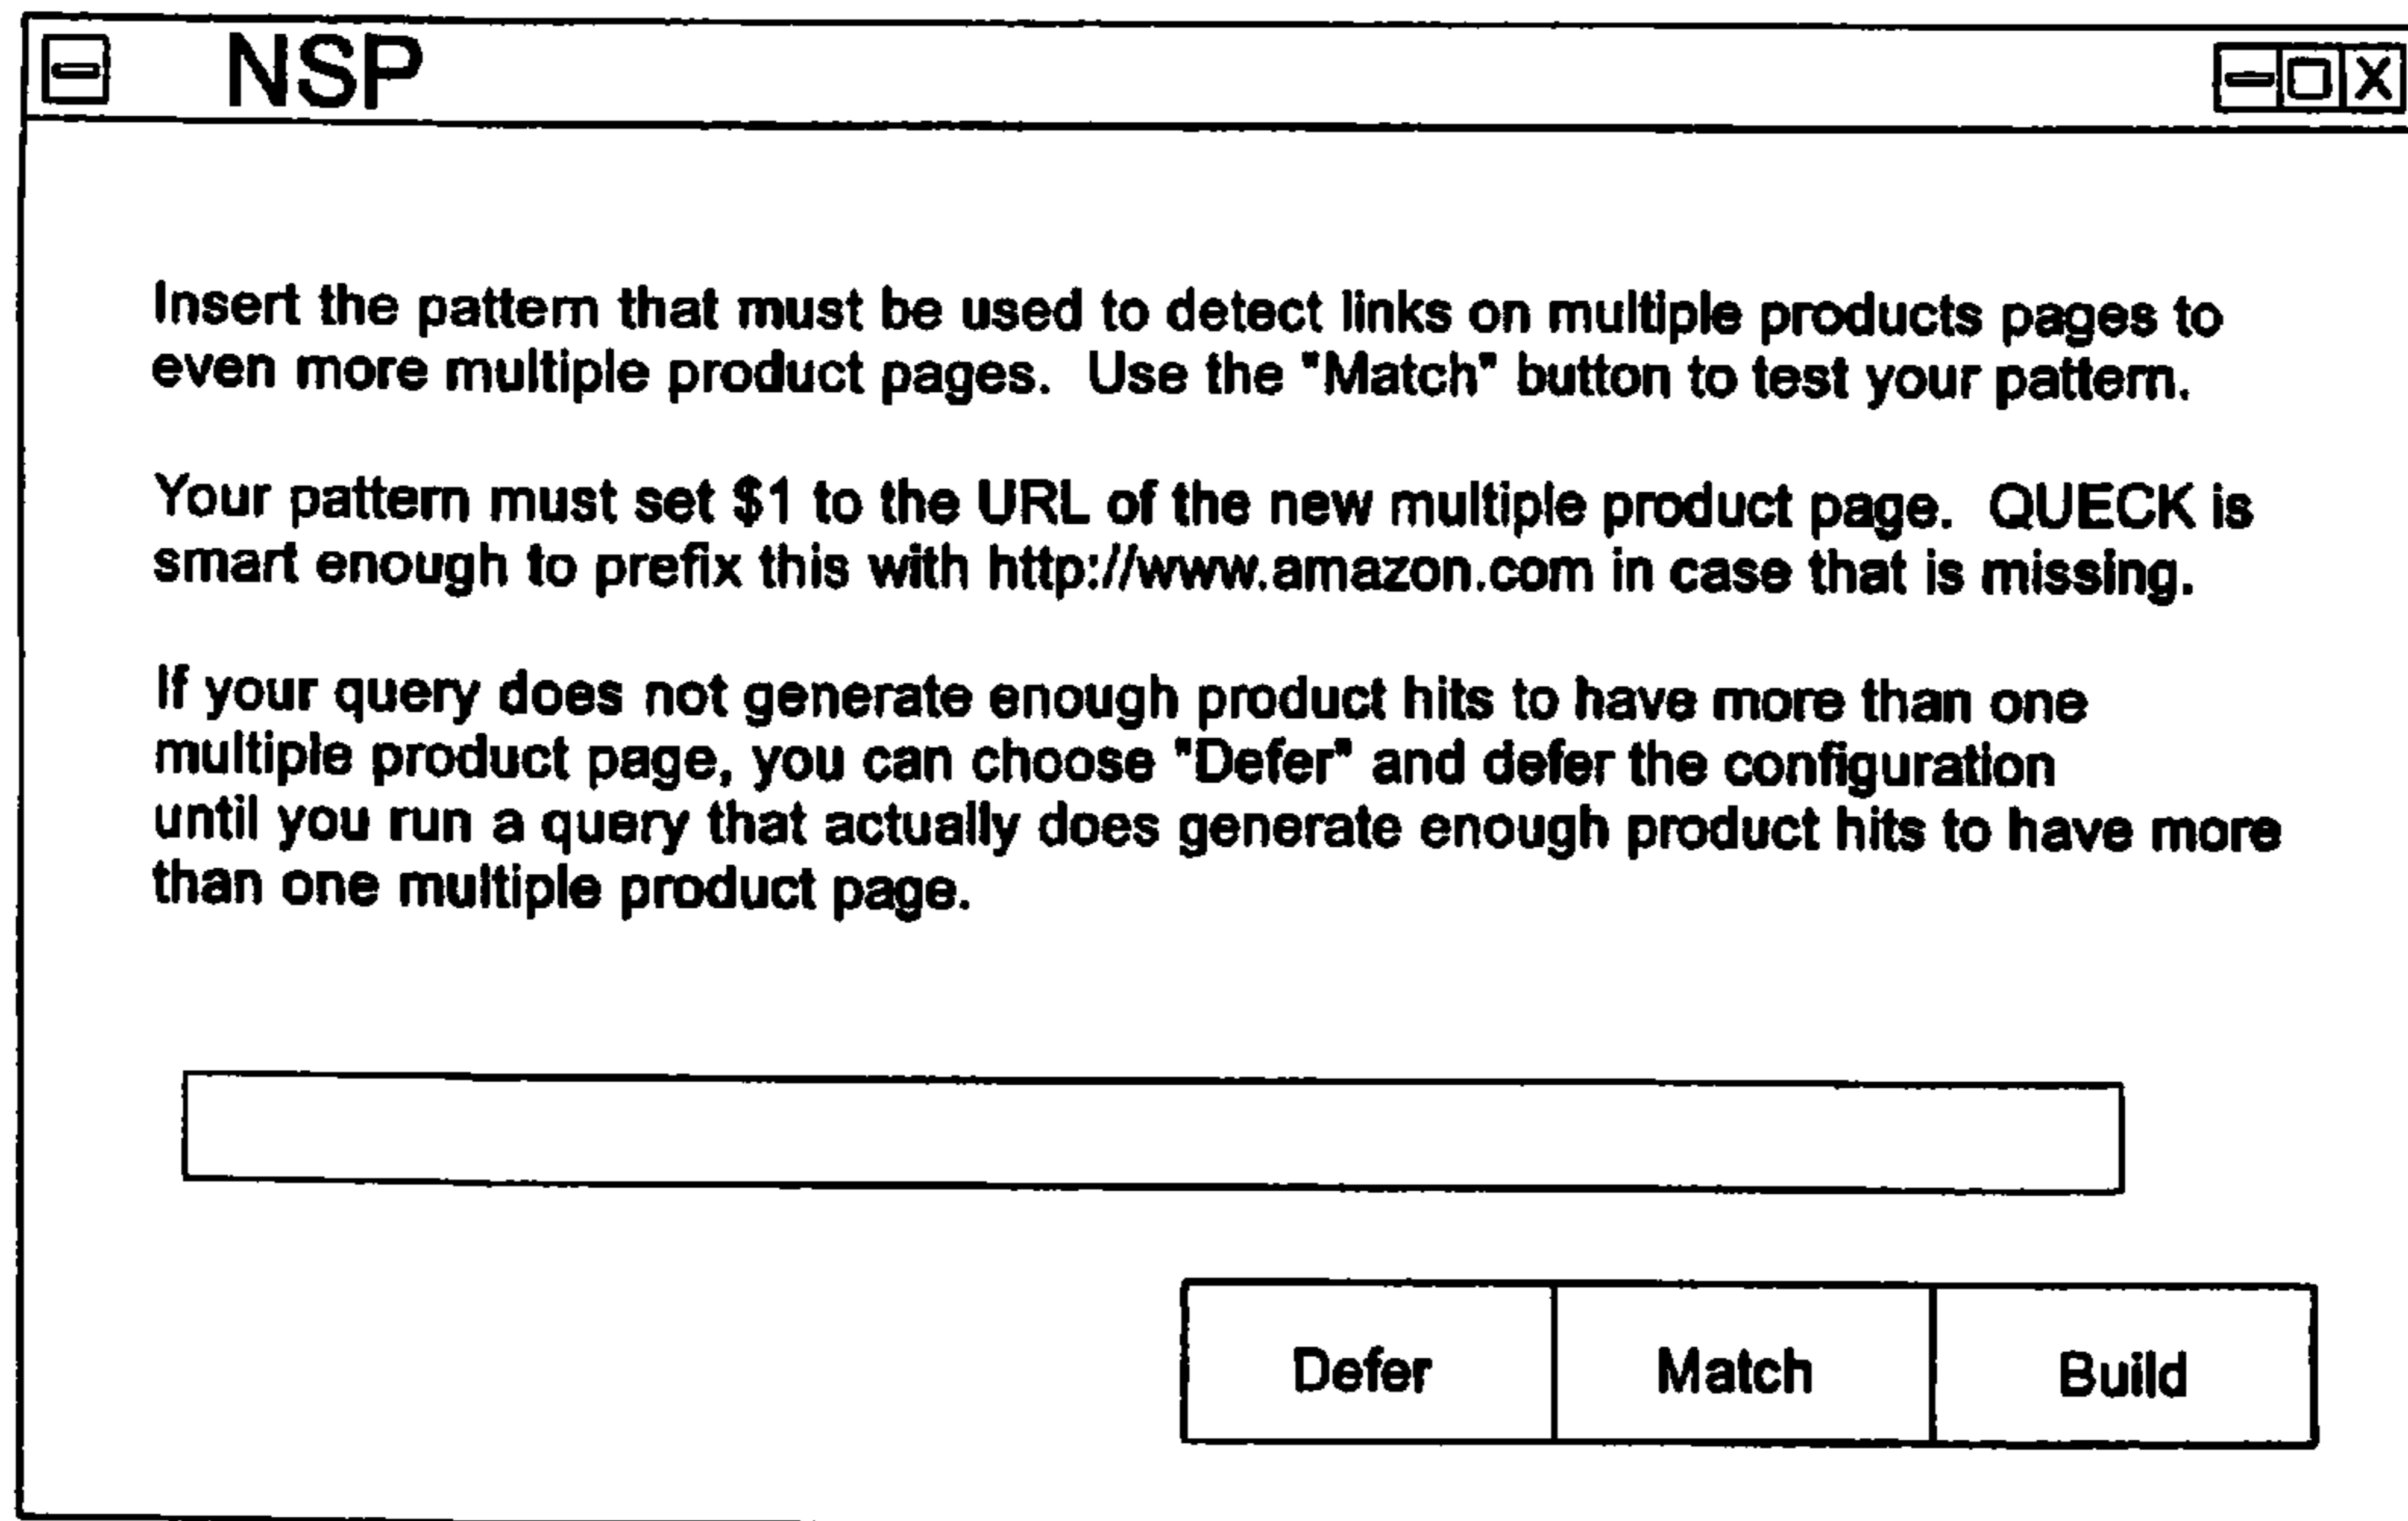 NSP
Insert the pattern that must be used to detect links on multiple products pages to
even more multiple product pages.  Use the "Match" button to test your pattern.
Your pattern must set $1 to the URL of the new multiple product page.  QUECK is
smart enough to prefix this with http://www.amazon.com in case that is missing.
If your query does not generate enough product hits to have more than one
multiple product page, you can choose "Defer" and defer the configuration
until you run a query that actually does generate enough product hits to have more
than one multiple product page.
Defer Match Build